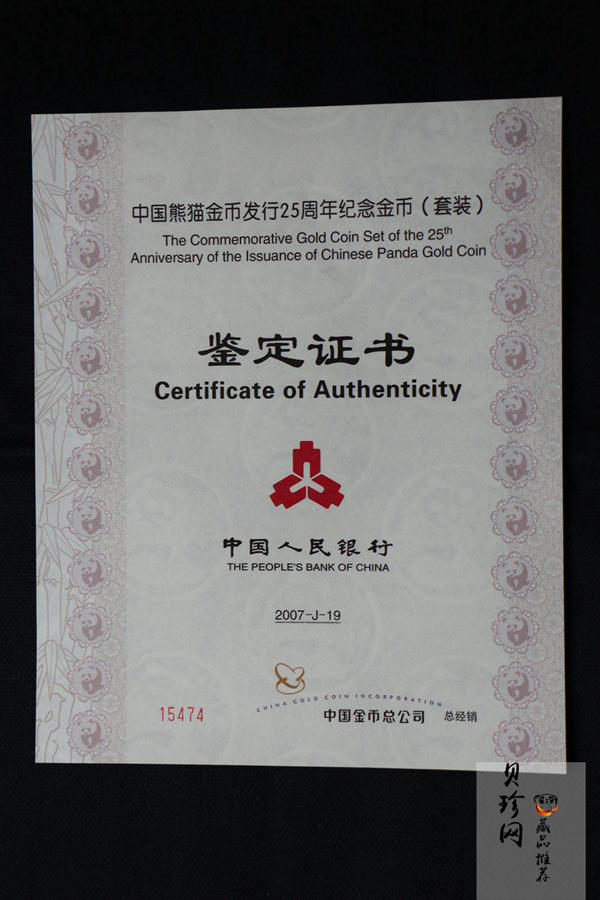 中国熊猫金币发行25周年纪念金币（套装）
The Commemorative Gold Coin Set of the 25th
Anniversary of the Issuance of Chinese Panda Gold Coin
鉴定证书
Certificate of Authenticity
中国人民银行
THE PEOPLE'S BANK OF CHINA
2007-J-19
CHINA GOLD COIN INCORPORATION
15474
中国金币总公司 总经销
贝珍网
藏品推荐